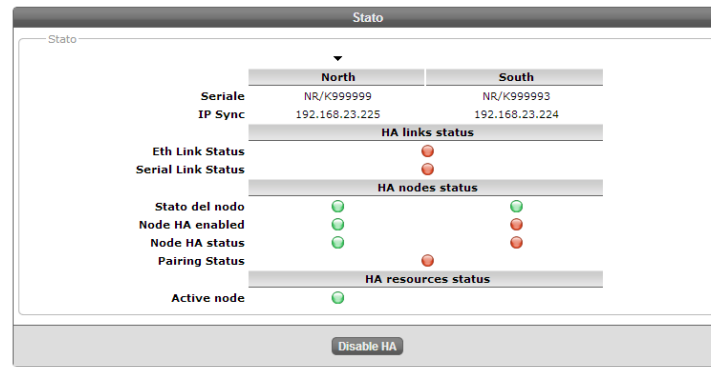 Stato
Stato
North South
Seriale NR/K999999 NR/K999993
IP Sync 192.168.23.225 192.168.23.224
HA links status
Eth Link Status
Serial Link Status
HA nodes status
Stato del nodo
Node HA enabled
Node HA status
Pairing Status
HA resources status
Active node
Disable HA